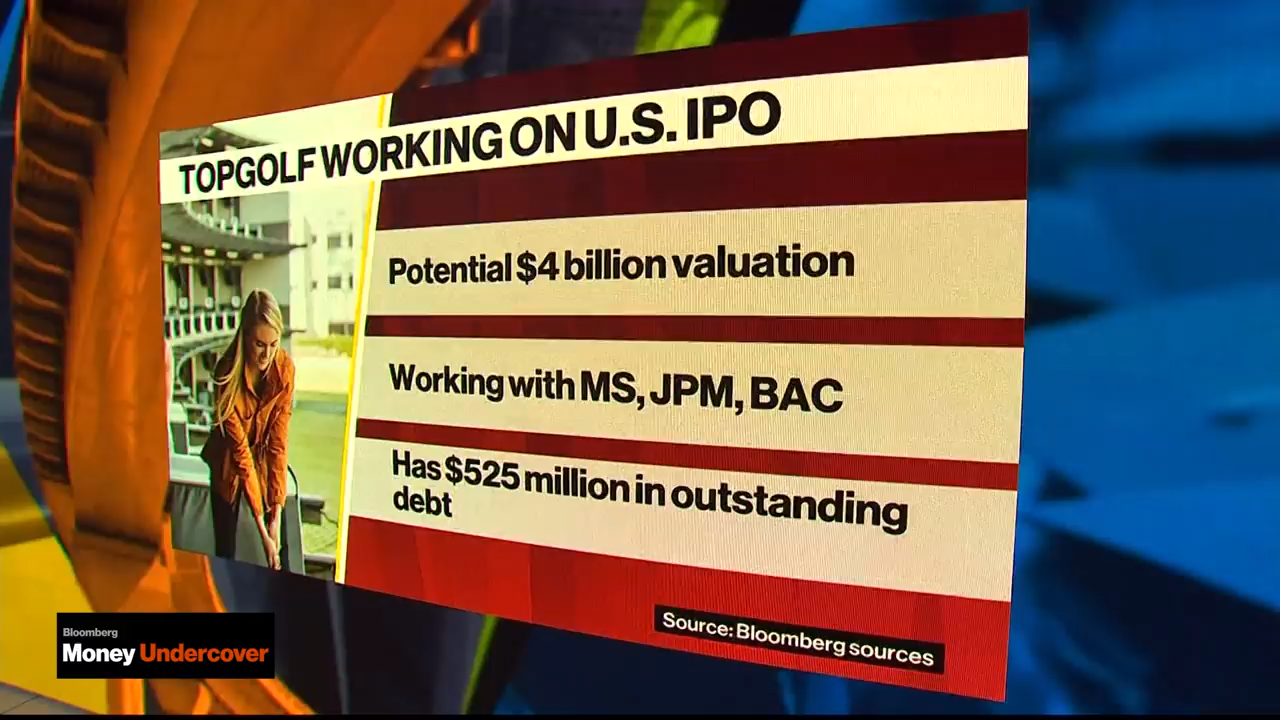 TOPGOLF WORKING ON U.S. IPO
Potential $4 billion valuation
Working with MS, JPM, BAC
Has $525 million in outstanding
debt
Source: Bloomberg sources
Bloomberg
Money Undercover